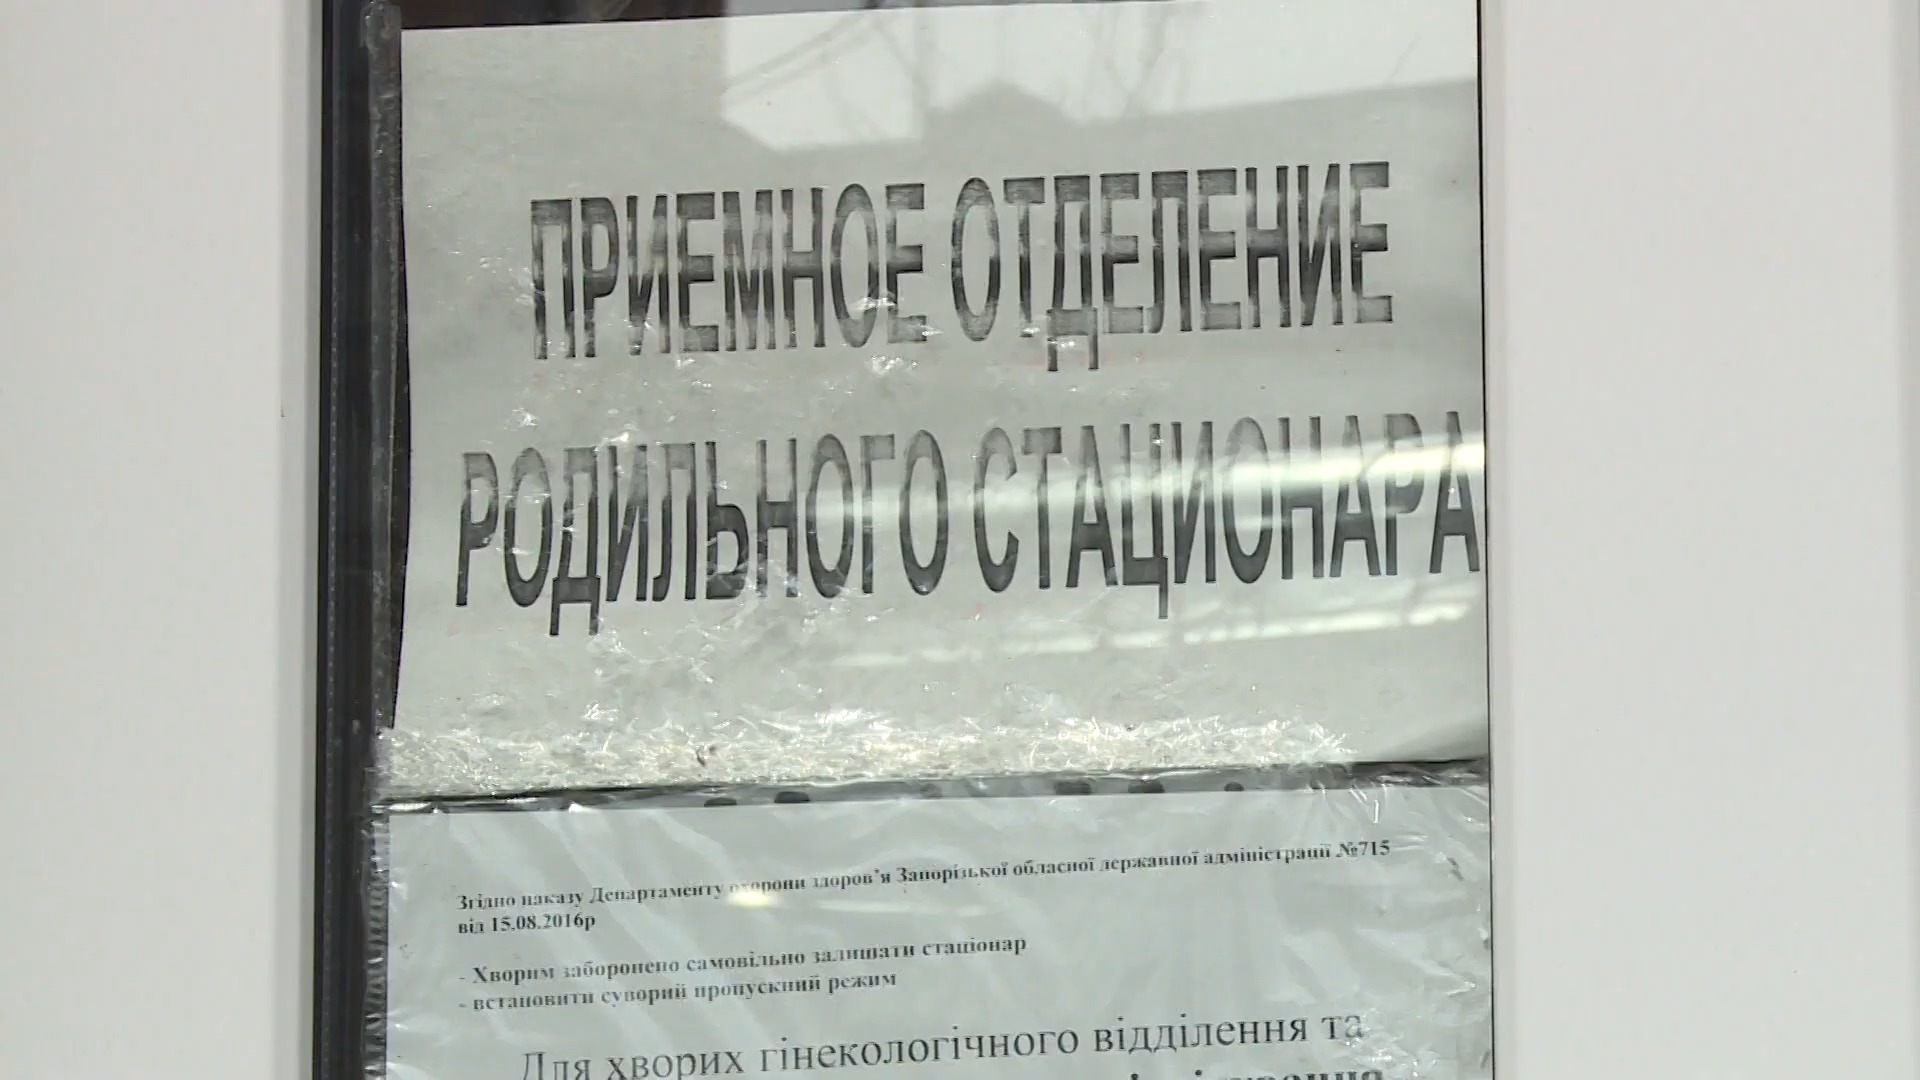 ПРИЕМНОЕ ОТДЕЛЕНИЕ
РОДИЛЬНОГО СТАЦИОНАРА
Згідно наказу Департаменту охорони здоров'я Запорізької обласної державної адміністрації №715
від 15.08.2016р
- Хворим заборонено самовільно залишати стаціонар
- встановити суворий пропускний режим
Для хворих гінекологічного відділення та